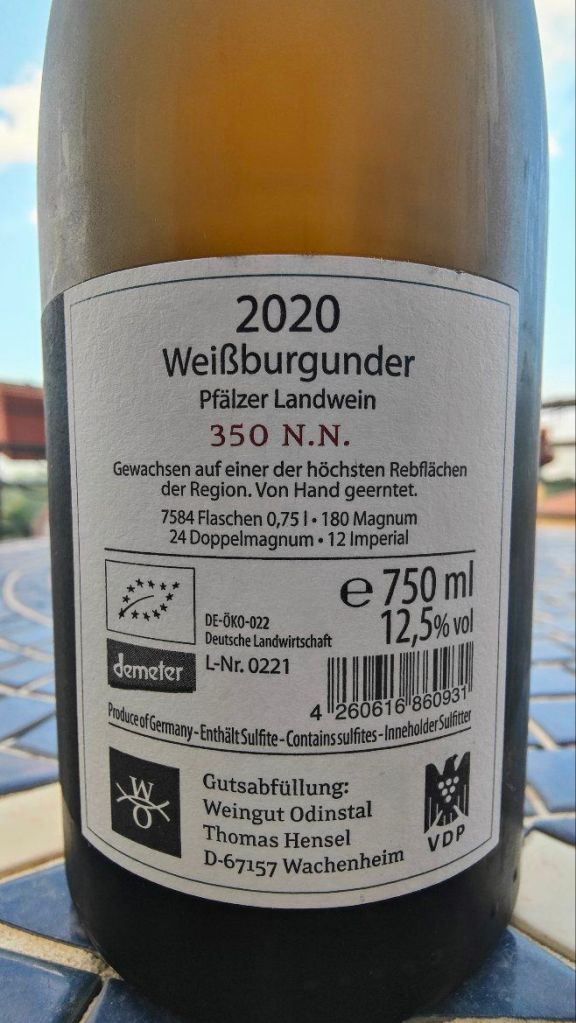 2020
Weißburgunder
Pfälzer Landwein
350 N.N.
Gewachsen auf einer der höchsten Rebflächen
der Region. Von Hand geerntet.
7584 Flaschen 0,75 l • 180 Magnum
24 Doppelmagnum • 12 Imperial
℮ 750 ml
12,5% vol
DE-ÖKO-022
Deutsche Landwirtschaft
demeter
L-Nr. 0221
4 260616 860931
Produce of Germany - Enthält Sulfite - Contains sulfites - Inneholder Sulfitter
W
O
Gutsabfüllung:
Weingut Odinstal
Thomas Hensel
D-67157 Wachenheim
VDP